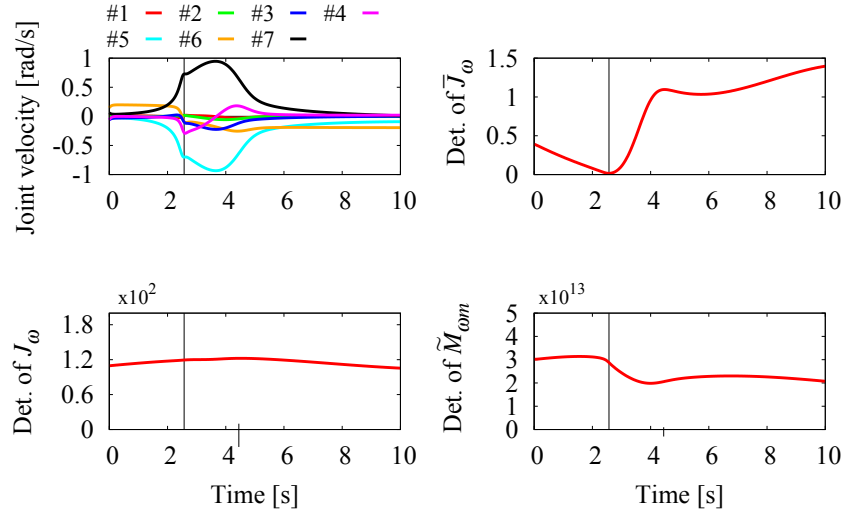 #1 #2 #3 #4
#5 #6 #7
Joint velocity [rad/s]
1
0.5
0
-0.5
-1
0 2 4 6 8 10
Det. of J̅ω
1.5
1
0.5
0
0 2 4 6 8 10
Det. of Jω
x10²
1.8
1.2
0.6
0
0 2 4 6 8 10
Time [s]
Det. of M̃ωm
x10¹³
5
4
3
2
1
0
0 2 4 6 8 10
Time [s]